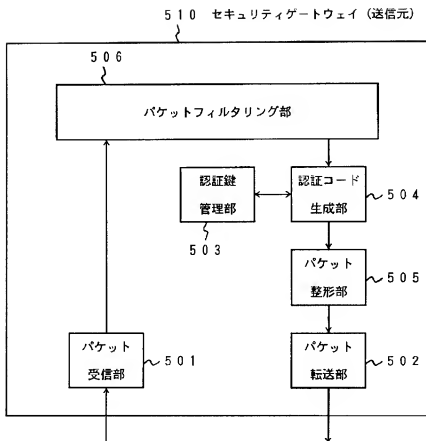 510 セキュリティゲートウェイ(送信元)
506
パケットフィルタリング部
認証鍵
管理部
503
認証コード
生成部
504
パケット
整形部
505
パケット
受信部
501
パケット
転送部
502